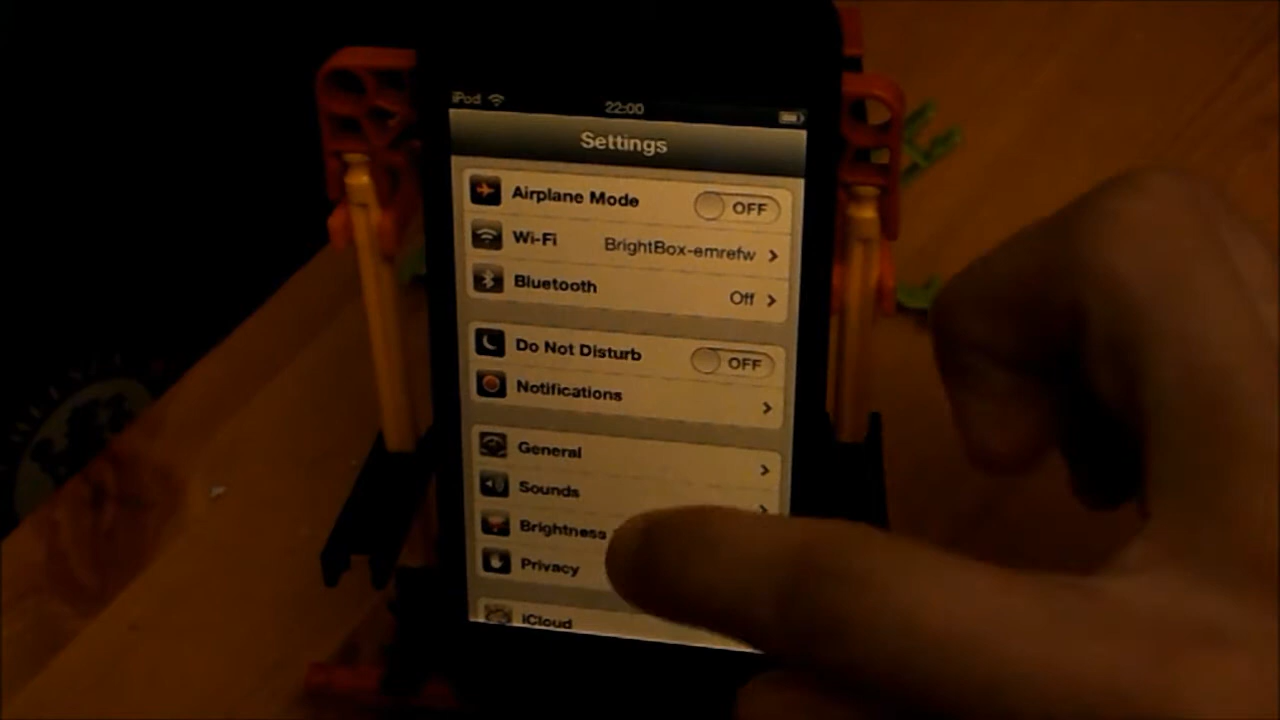 iPod 22:00
Settings
Airplane Mode OFF
Wi-Fi BrightBox-emrefw
Bluetooth Off
Do Not Disturb OFF
Notifications
General
Sounds
Brightness
Privacy
iCloud